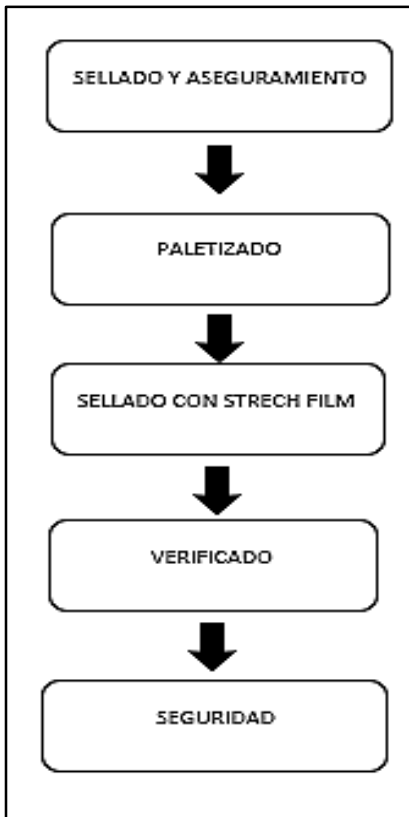 SELLADO Y ASEGURAMIENTO
PALETIZADO
SELLADO CON STRECH FILM
VERIFICADO
SEGURIDAD